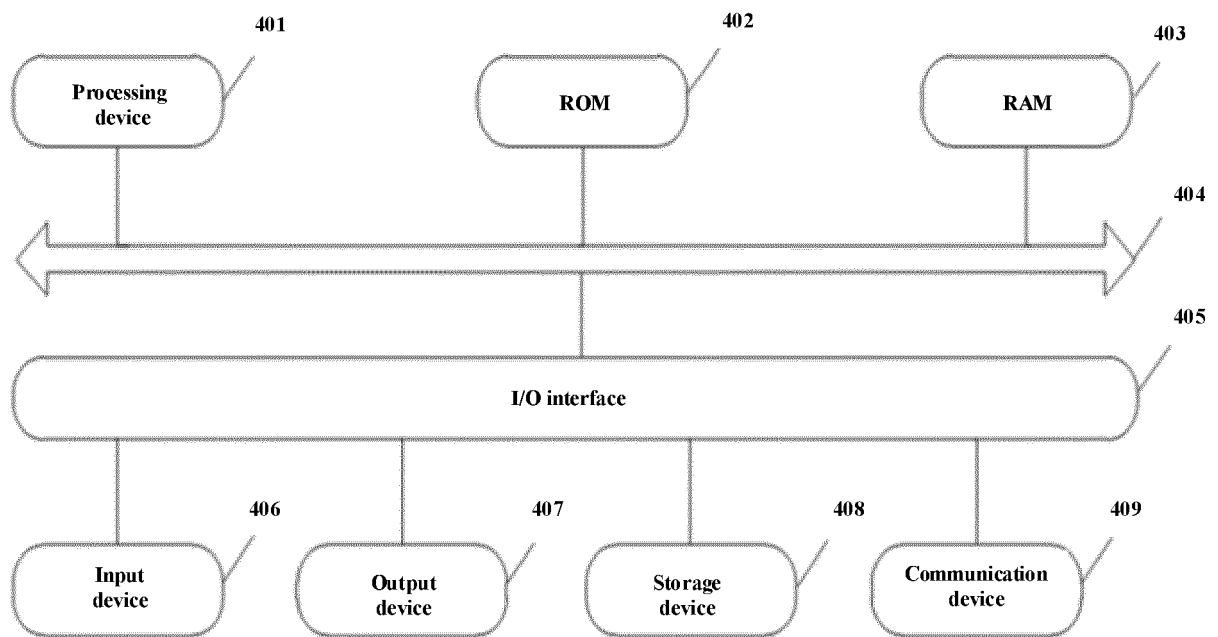 401
402
403
Processing
device
ROM
RAM
404
405
I/O interface
406
407
408
409
Input
device
Output
device
Storage
device
Communication
device